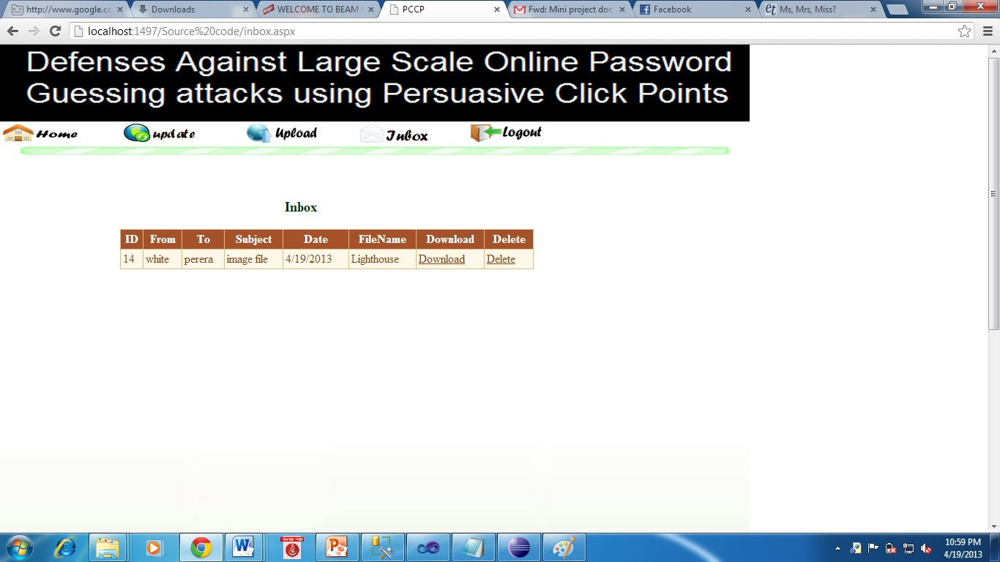 http://www.google.cc
Downloads
WELCOME TO BEAM
PCCP
Fwd: Mini project doc
Facebook
Ms, Mrs, Miss?
localhost:1497/Source%20code/inbox.aspx
Defenses Against Large Scale Online Password
Guessing attacks using Persuasive Click Points
Home update Upload Inbox Logout
Inbox
ID From To Subject Date FileName Download Delete
14 white perera image file 4/19/2013 Lighthouse Download Delete
10:59 PM
4/19/2013